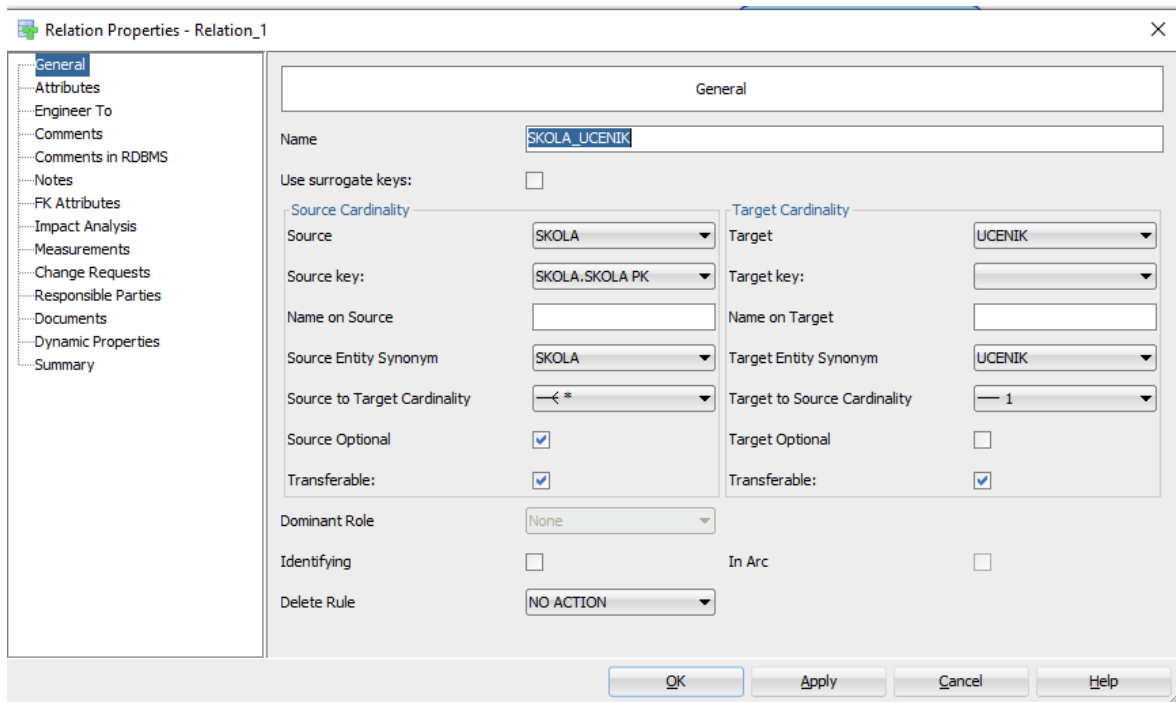 Relation Properties - Relation_1
General
Attributes
Engineer To
Comments
Comments in RDBMS
Notes
FK Attributes
Impact Analysis
Measurements
Change Requests
Responsible Parties
Documents
Dynamic Properties
Summary
General
Name SKOLA_UCENIK
Use surrogate keys:
Source Cardinality
Source SKOLA
Source key: SKOLA.SKOLA PK
Name on Source
Source Entity Synonym SKOLA
Source to Target Cardinality *
Source Optional
Transferable:
Target Cardinality
Target UCENIK
Target key:
Name on Target
Target Entity Synonym UCENIK
Target to Source Cardinality 1
Target Optional
Transferable:
Dominant Role None
Identifying In Arc
Delete Rule NO ACTION
OK Apply Cancel Help